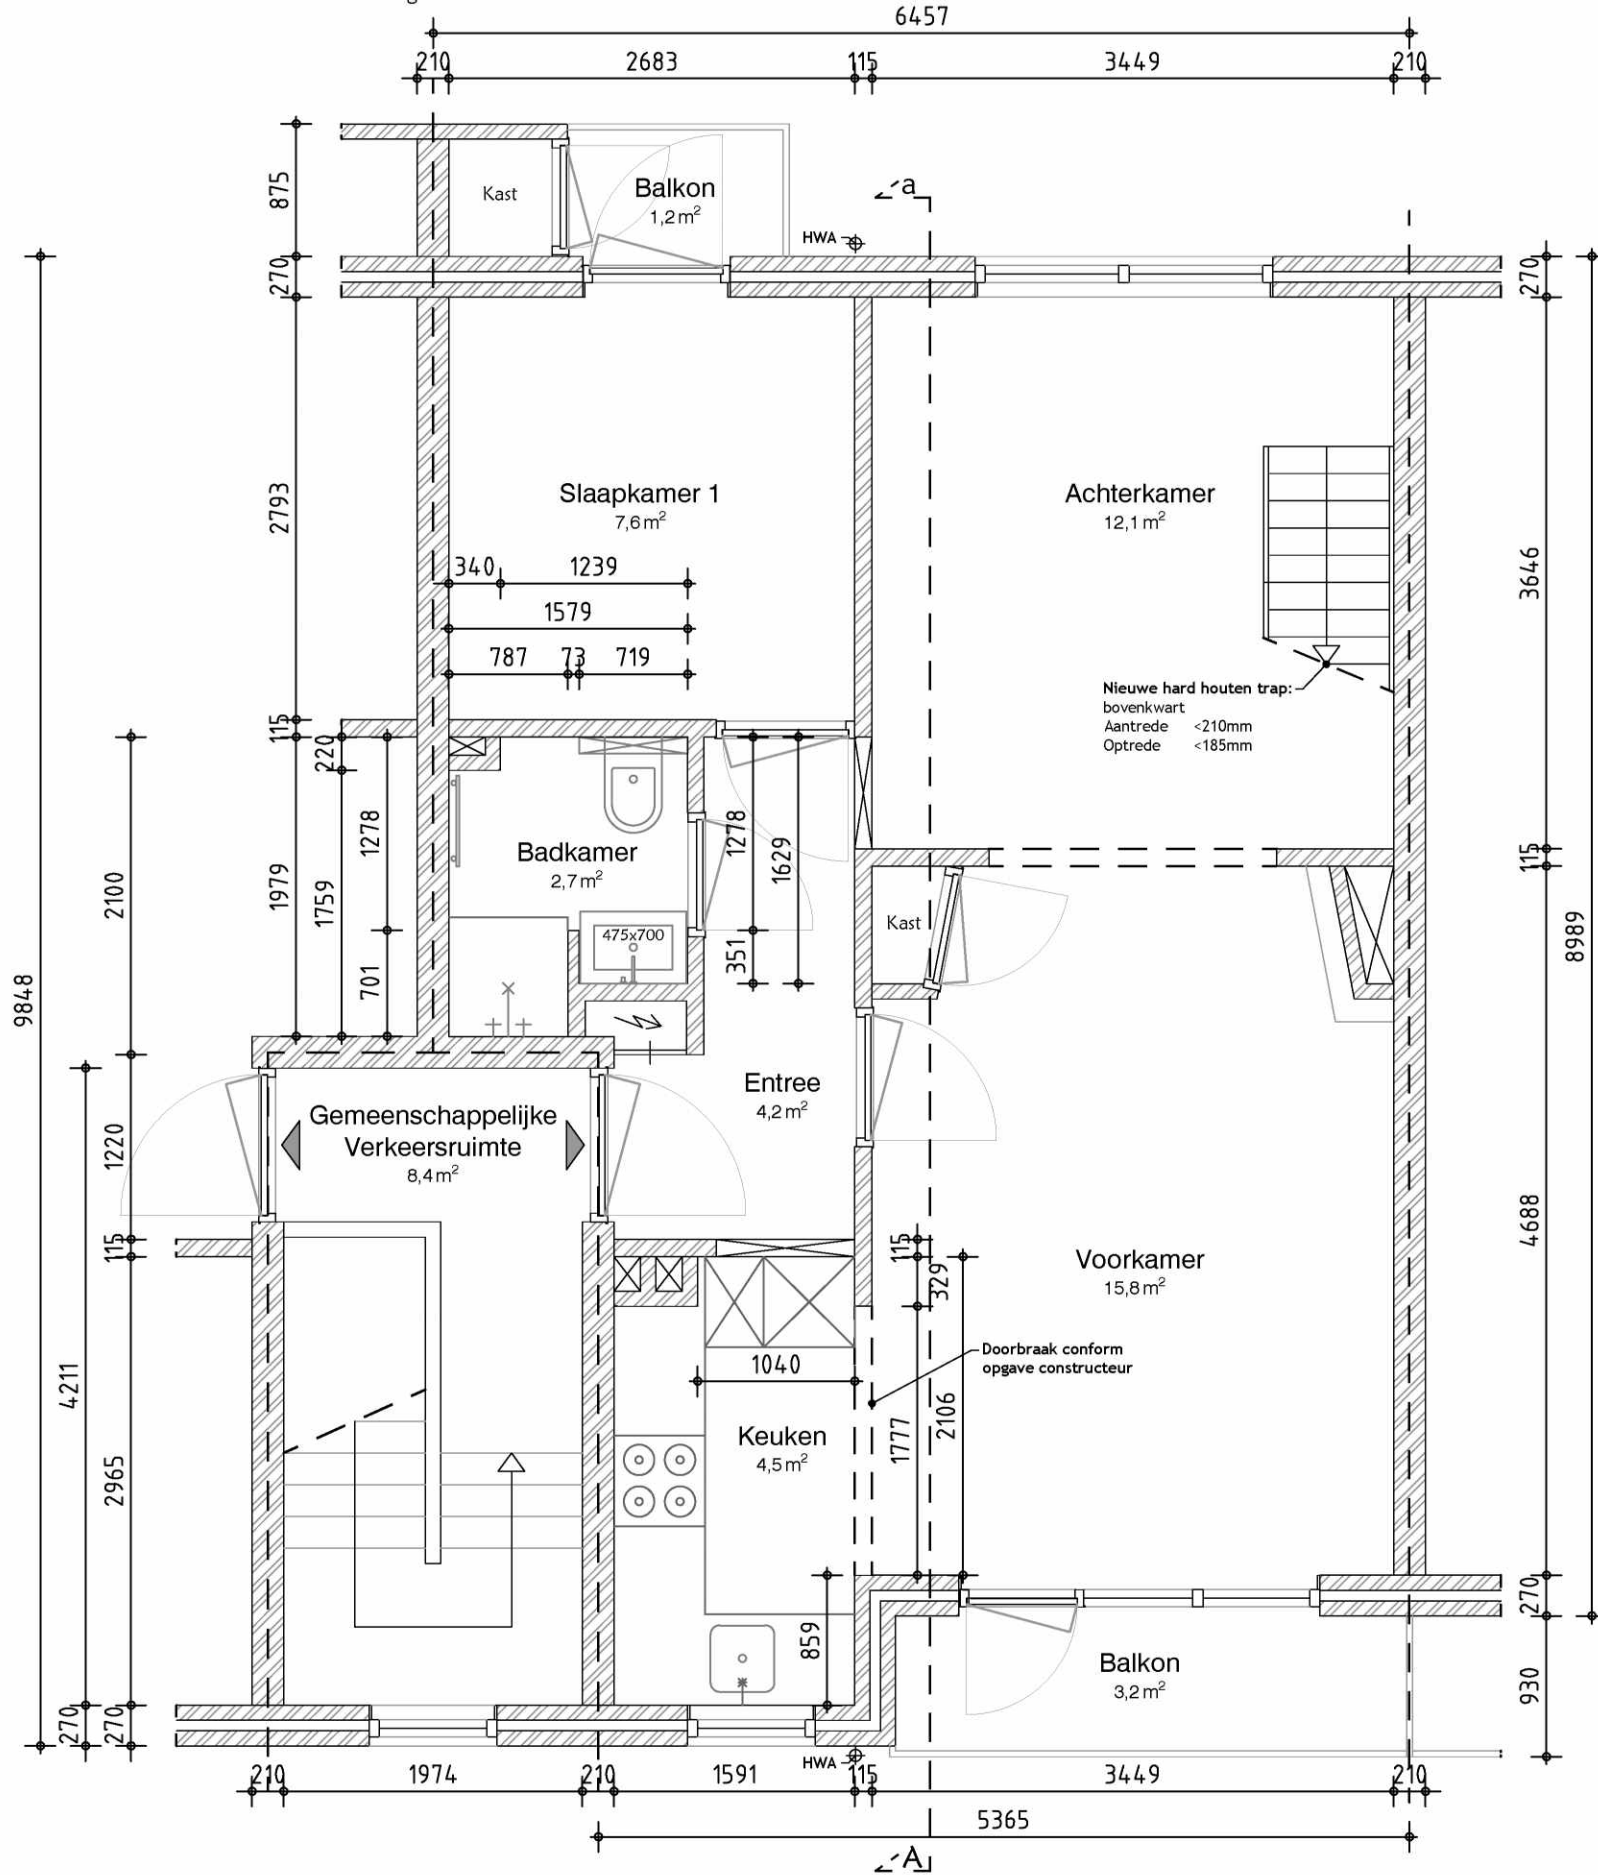 6457
210
2683
115
3449
210
875
270
2793
115
220
1278
1979
1759
701
2100
9848
1220
115
4211
2965
270
270
Kast
Balkon
1,2 m²
a
HWA
270
3646
115
8989
4688
270
930
Slaapkamer 1
7,6 m²
340
1239
1579
787
73
719
Achterkamer
12,1 m²
Nieuwe hard houten trap:
bovenkwart
Aantrede <210mm
Optrede <185mm
Badkamer
2,7 m²
475x700
1278
1629
351
Kast
Entree
4,2 m²
Gemeenschappelijke
Verkeersruimte
8,4 m²
115
329
Voorkamer
15,8 m²
Doorbraak conform
opgave constructeur
1040
1777
2106
Keuken
4,5 m²
859
Balkon
3,2 m²
HWA
210
1974
210
1591
115
3449
210
5365
A